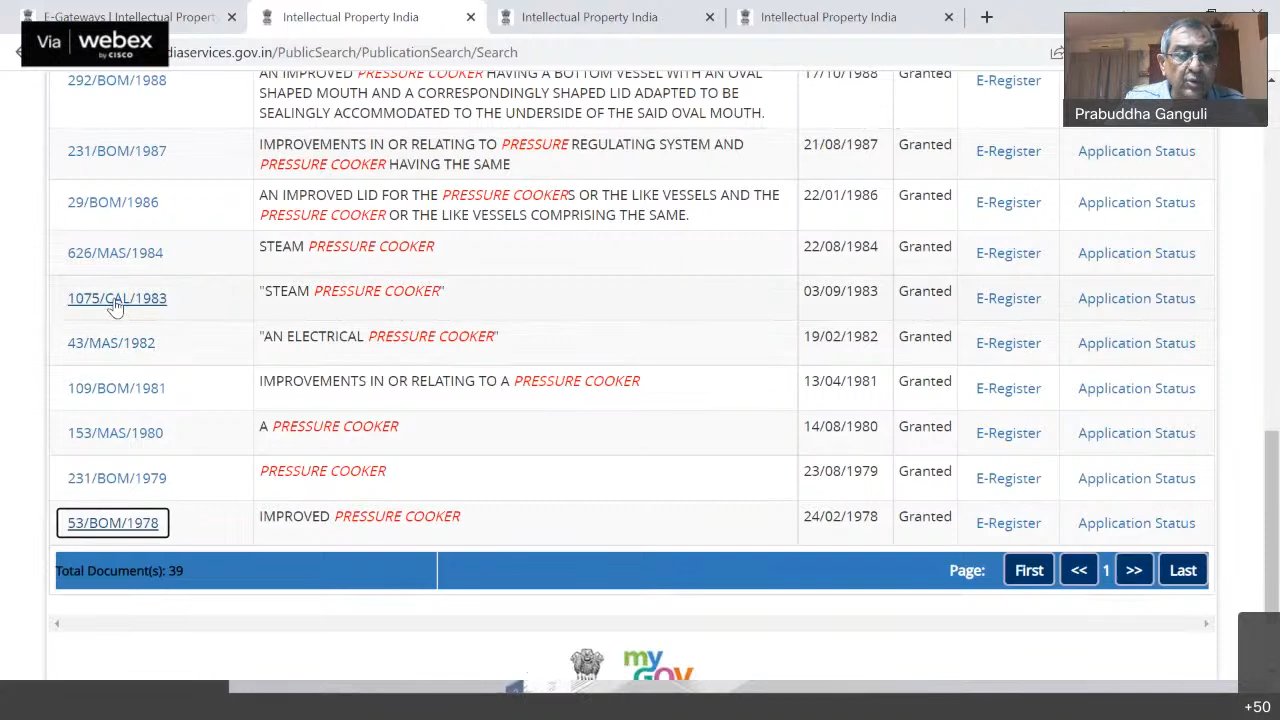 E-Gateways | Intellectual Propert
Intellectual Property India
Intellectual Property India
Intellectual Property India
Via webex
by CISCO
diaservices.gov.in/PublicSearch/PublicationSearch/Search
Prabuddha Ganguli
292/BOM/1988
AN IMPROVED PRESSURE COOKER HAVING A BOTTOM VESSEL WITH AN OVAL
SHAPED MOUTH AND A CORRESPONDINGLY SHAPED LID ADAPTED TO BE
SEALINGLY ACCOMMODATED TO THE UNDERSIDE OF THE SAID OVAL MOUTH.
17/10/1988
Granted
E-Register
231/BOM/1987
IMPROVEMENTS IN OR RELATING TO PRESSURE REGULATING SYSTEM AND
PRESSURE COOKER HAVING THE SAME
21/08/1987
Granted
E-Register
Application Status
29/BOM/1986
AN IMPROVED LID FOR THE PRESSURE COOKERS OR THE LIKE VESSELS AND THE
PRESSURE COOKER OR THE LIKE VESSELS COMPRISING THE SAME.
22/01/1986
Granted
E-Register
Application Status
626/MAS/1984
STEAM PRESSURE COOKER
22/08/1984
Granted
E-Register
Application Status
1075/CAL/1983
"STEAM PRESSURE COOKER"
03/09/1983
Granted
E-Register
Application Status
43/MAS/1982
"AN ELECTRICAL PRESSURE COOKER"
19/02/1982
Granted
E-Register
Application Status
109/BOM/1981
IMPROVEMENTS IN OR RELATING TO A PRESSURE COOKER
13/04/1981
Granted
E-Register
Application Status
153/MAS/1980
A PRESSURE COOKER
14/08/1980
Granted
E-Register
Application Status
231/BOM/1979
PRESSURE COOKER
23/08/1979
Granted
E-Register
Application Status
53/BOM/1978
IMPROVED PRESSURE COOKER
24/02/1978
Granted
E-Register
Application Status
Total Document(s): 39
Page: First << 1 >> Last
my
GOV
+50